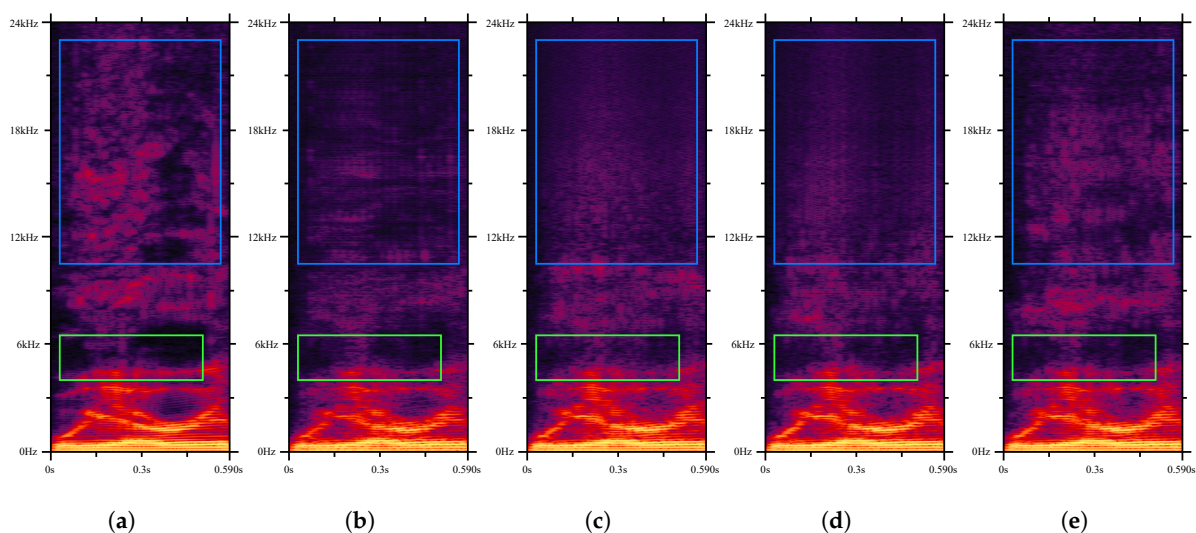 24kHz 24kHz 24kHz 24kHz 24kHz
18kHz 18kHz 18kHz 18kHz 18kHz
12kHz 12kHz 12kHz 12kHz 12kHz
6kHz 6kHz 6kHz 6kHz 6kHz
0Hz 0Hz 0Hz 0Hz 0Hz
0s 0.3s 0.590s 0s 0.3s 0.590s 0s 0.3s 0.590s 0s 0.3s 0.590s 0s 0.3s 0.590s
(a) (b) (c) (d) (e)